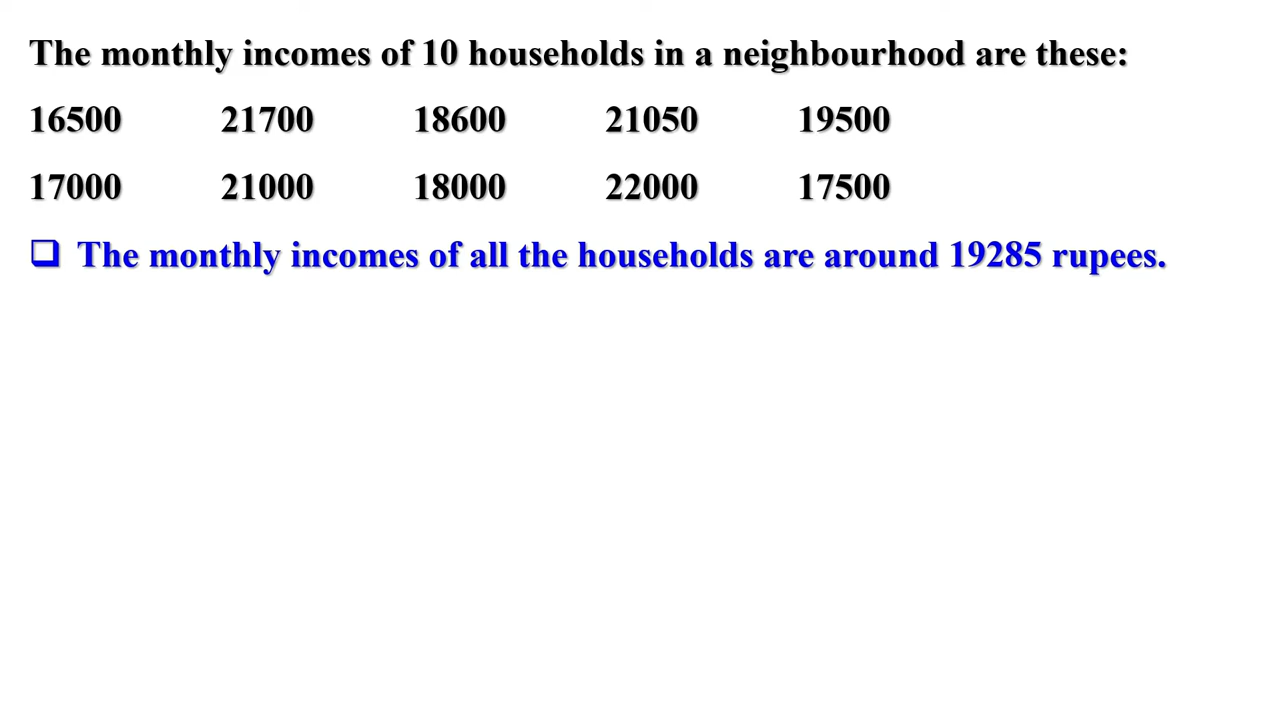 The monthly incomes of 10 households in a neighbourhood are these:
16500 21700 18600 21050 19500
17000 21000 18000 22000 17500
❑ The monthly incomes of all the households are around 19285 rupees.